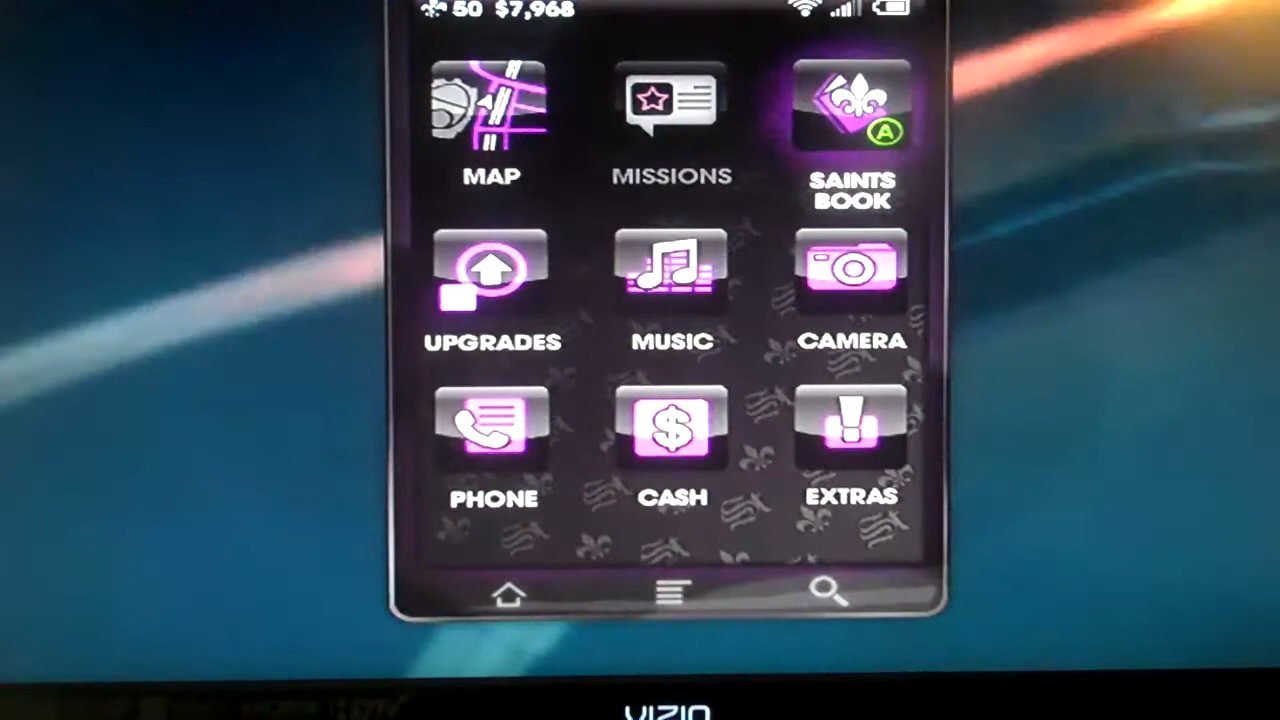 50 $7,968
MAP
MISSIONS
SAINTS
BOOK
A
UPGRADES
MUSIC
CAMERA
PHONE
CASH
EXTRAS
VIZIO